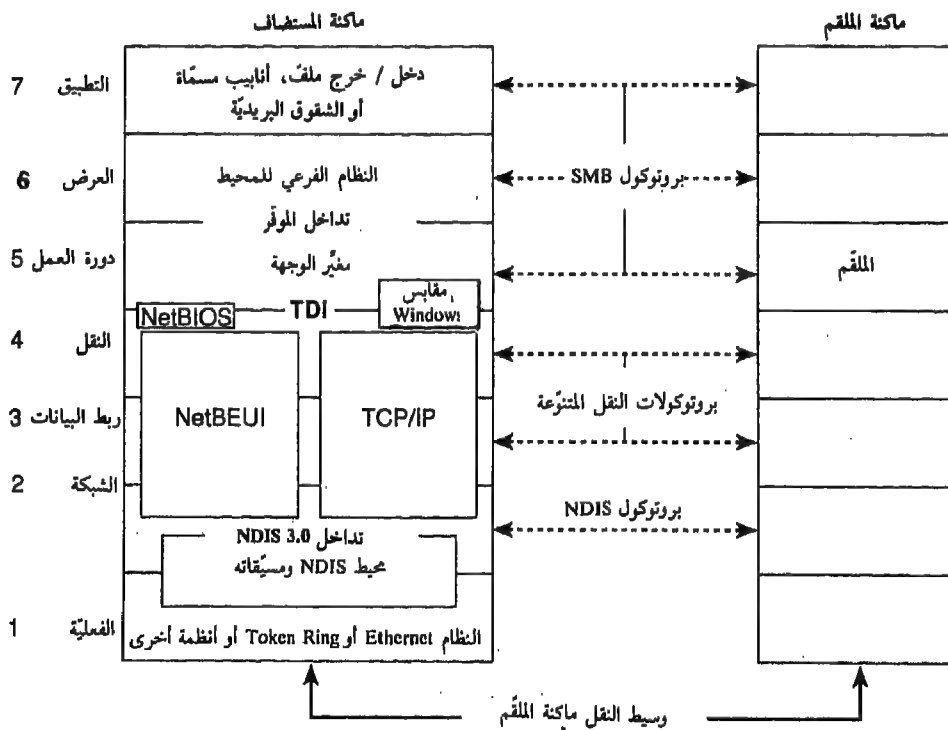 ماكنة المستضاف
ماكنة الملقم
7 التطبيق
دخل / خرج ملفّ، أنابيب مسمّاة
أو الشقوق البريديّة
6 العرض
النظام الفرعي للمحيط
بروتوكول SMB
تداخل الموفّر
5 دورة العمل
مغيِّر الوجهة
الملقّم
NetBIOS
TDI
مقابس
Windows
4 النقل
NetBEUI
TCP/IP
3 ربط البيانات
بروتوكولات النقل المتنوّعة
2 الشبكة
بروتوكول NDIS
تداخل NDIS 3.0
محيط NDIS ومسيّقاته
1 الفعليّة
النظام Ethernet أو Token Ring أو أنظمة أخرى
وسيط النقل ماكنة الملقّم